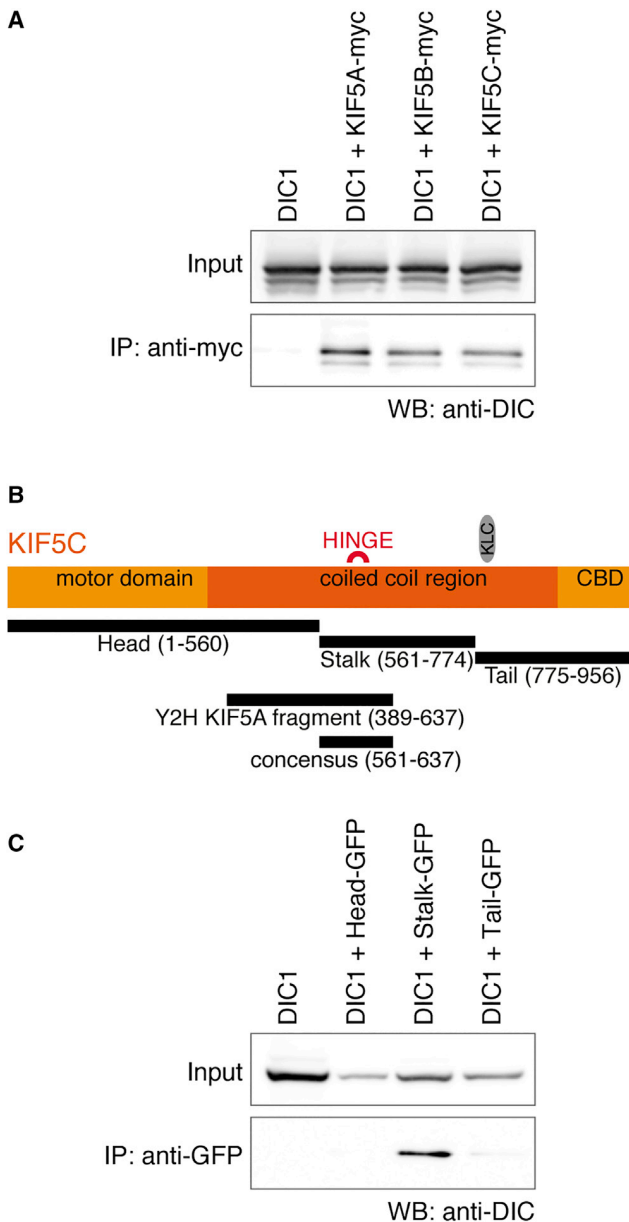 A
DIC1
DIC1 + KIF5A-myc
DIC1 + KIF5B-myc
DIC1 + KIF5C-myc
Input
IP: anti-myc
WB: anti-DIC
B
KIF5C
HINGE
KLC
motor domain
coiled coil region
CBD
Head (1-560)
Stalk (561-774)
Tail (775-956)
Y2H KIF5A fragment (389-637)
concensus (561-637)
C
DIC1
DIC1 + Head-GFP
DIC1 + Stalk-GFP
DIC1 + Tail-GFP
Input
IP: anti-GFP
WB: anti-DIC